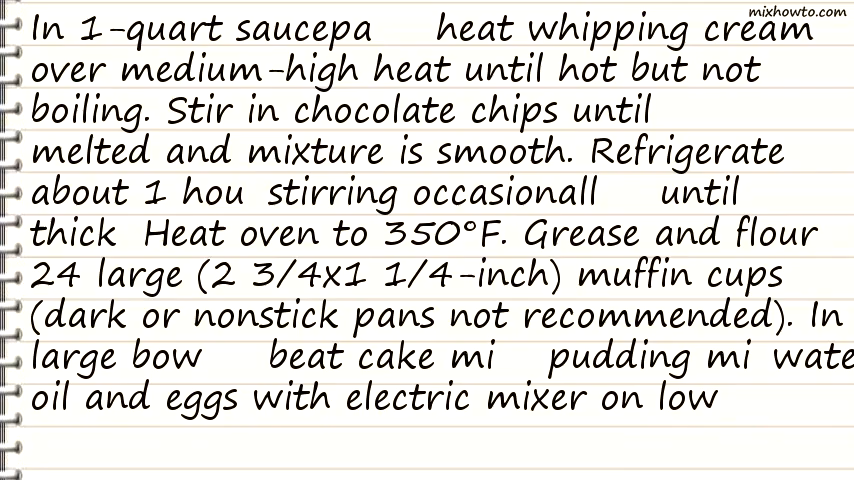 mixhowto.com
In 1-quart saucepa heat whipping cream
over medium-high heat until hot but not
boiling. Stir in chocolate chips until
melted and mixture is smooth. Refrigerate
about 1 hou stirring occasionall until
thick Heat oven to 350°F. Grease and flour
24 large (2 3/4x1 1/4-inch) muffin cups
(dark or nonstick pans not recommended). In
large bow beat cake mi pudding mi wate
oil and eggs with electric mixer on low